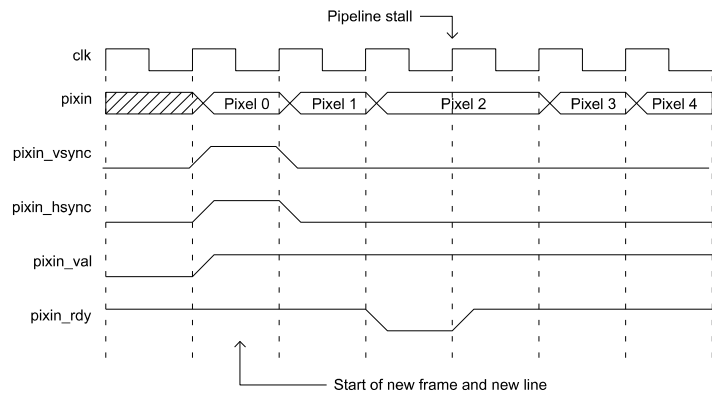 Pipeline stall
clk
pixin
Pixel 0
Pixel 1
Pixel 2
Pixel 3
Pixel 4
pixin_vsync
pixin_hsync
pixin_val
pixin_rdy
Start of new frame and new line